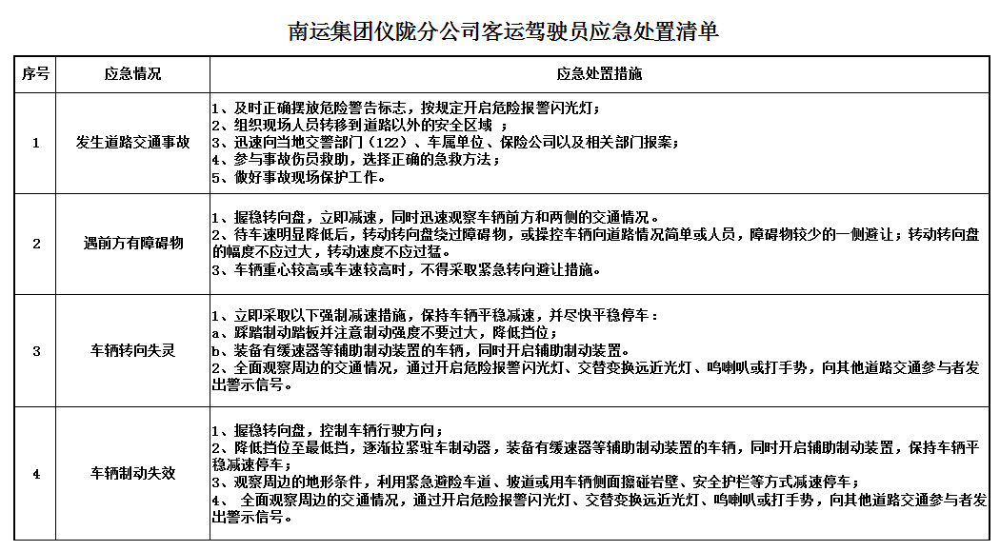 南运集团仪陇分公司客运驾驶员应急处置清单
序号 应急情况 应急处置措施
1 发生道路交通事故
1、及时正确摆放危险警告标志，按规定开启危险报警闪光灯；
2、组织现场人员转移到道路以外的安全区域 ；
3、迅速向当地交警部门（122）、车属单位、保险公司以及相关部门报案；
4、参与事故伤员救助，选择正确的急救方法；
5、做好事故现场保护工作。
2 遇前方有障碍物
1、握稳转向盘，立即减速，同时迅速观察车辆前方和两侧的交通情况。
2、待车速明显降低后，转动转向盘绕过障碍物，或操控车辆向道路情况简单或人员，障碍物较少的一侧避让；转动转向盘
的幅度不应过大，转动速度不应过猛。
3、车辆重心较高或车速较高时，不得采取紧急转向避让措施。
3 车辆转向失灵
1、立即采取以下强制减速措施，保持车辆平稳减速，并尽快平稳停车：
a、踩踏制动踏板并注意制动强度不要过大，降低挡位；
b、装备有缓速器等辅助制动装置的车辆，同时开启辅助制动装置。
2、全面观察周边的交通情况，通过开启危险报警闪光灯、交替变换远近光灯、鸣喇叭或打手势，向其他道路交通参与者发
出警示信号。
4 车辆制动失效
1、握稳转向盘，控制车辆行驶方向；
2、降低挡位至最低挡，逐渐拉紧驻车制动器，装备有缓速器等辅助制动装置的车辆，同时开启辅助制动装置，保持车辆平
稳减速停车；
3、观察周边的地形条件，利用紧急避险车道、坡道或用车辆侧面擦碰岩壁、安全护栏等方式减速停车；
4、 全面观察周边的交通情况，通过开启危险报警闪光灯、交替变换远近光灯、鸣喇叭或打手势，向其他道路交通参与者发
出警示信号。